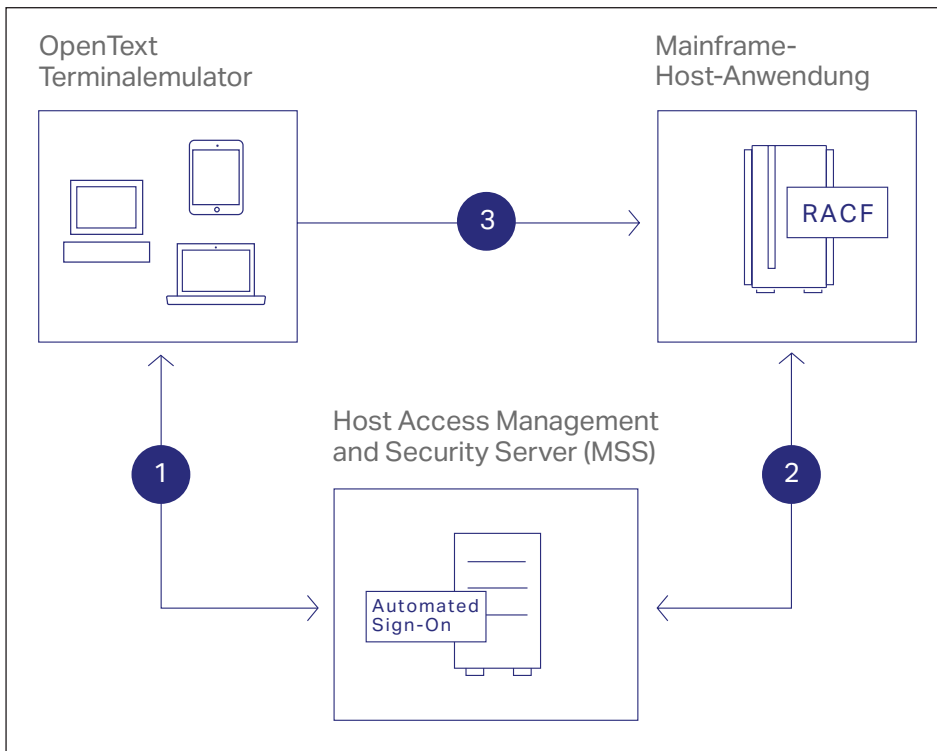 OpenText
Terminalemulator
Mainframe-
Host-Anwendung
3
RACF
Host Access Management
and Security Server (MSS)
1
2
Automated
Sign-On